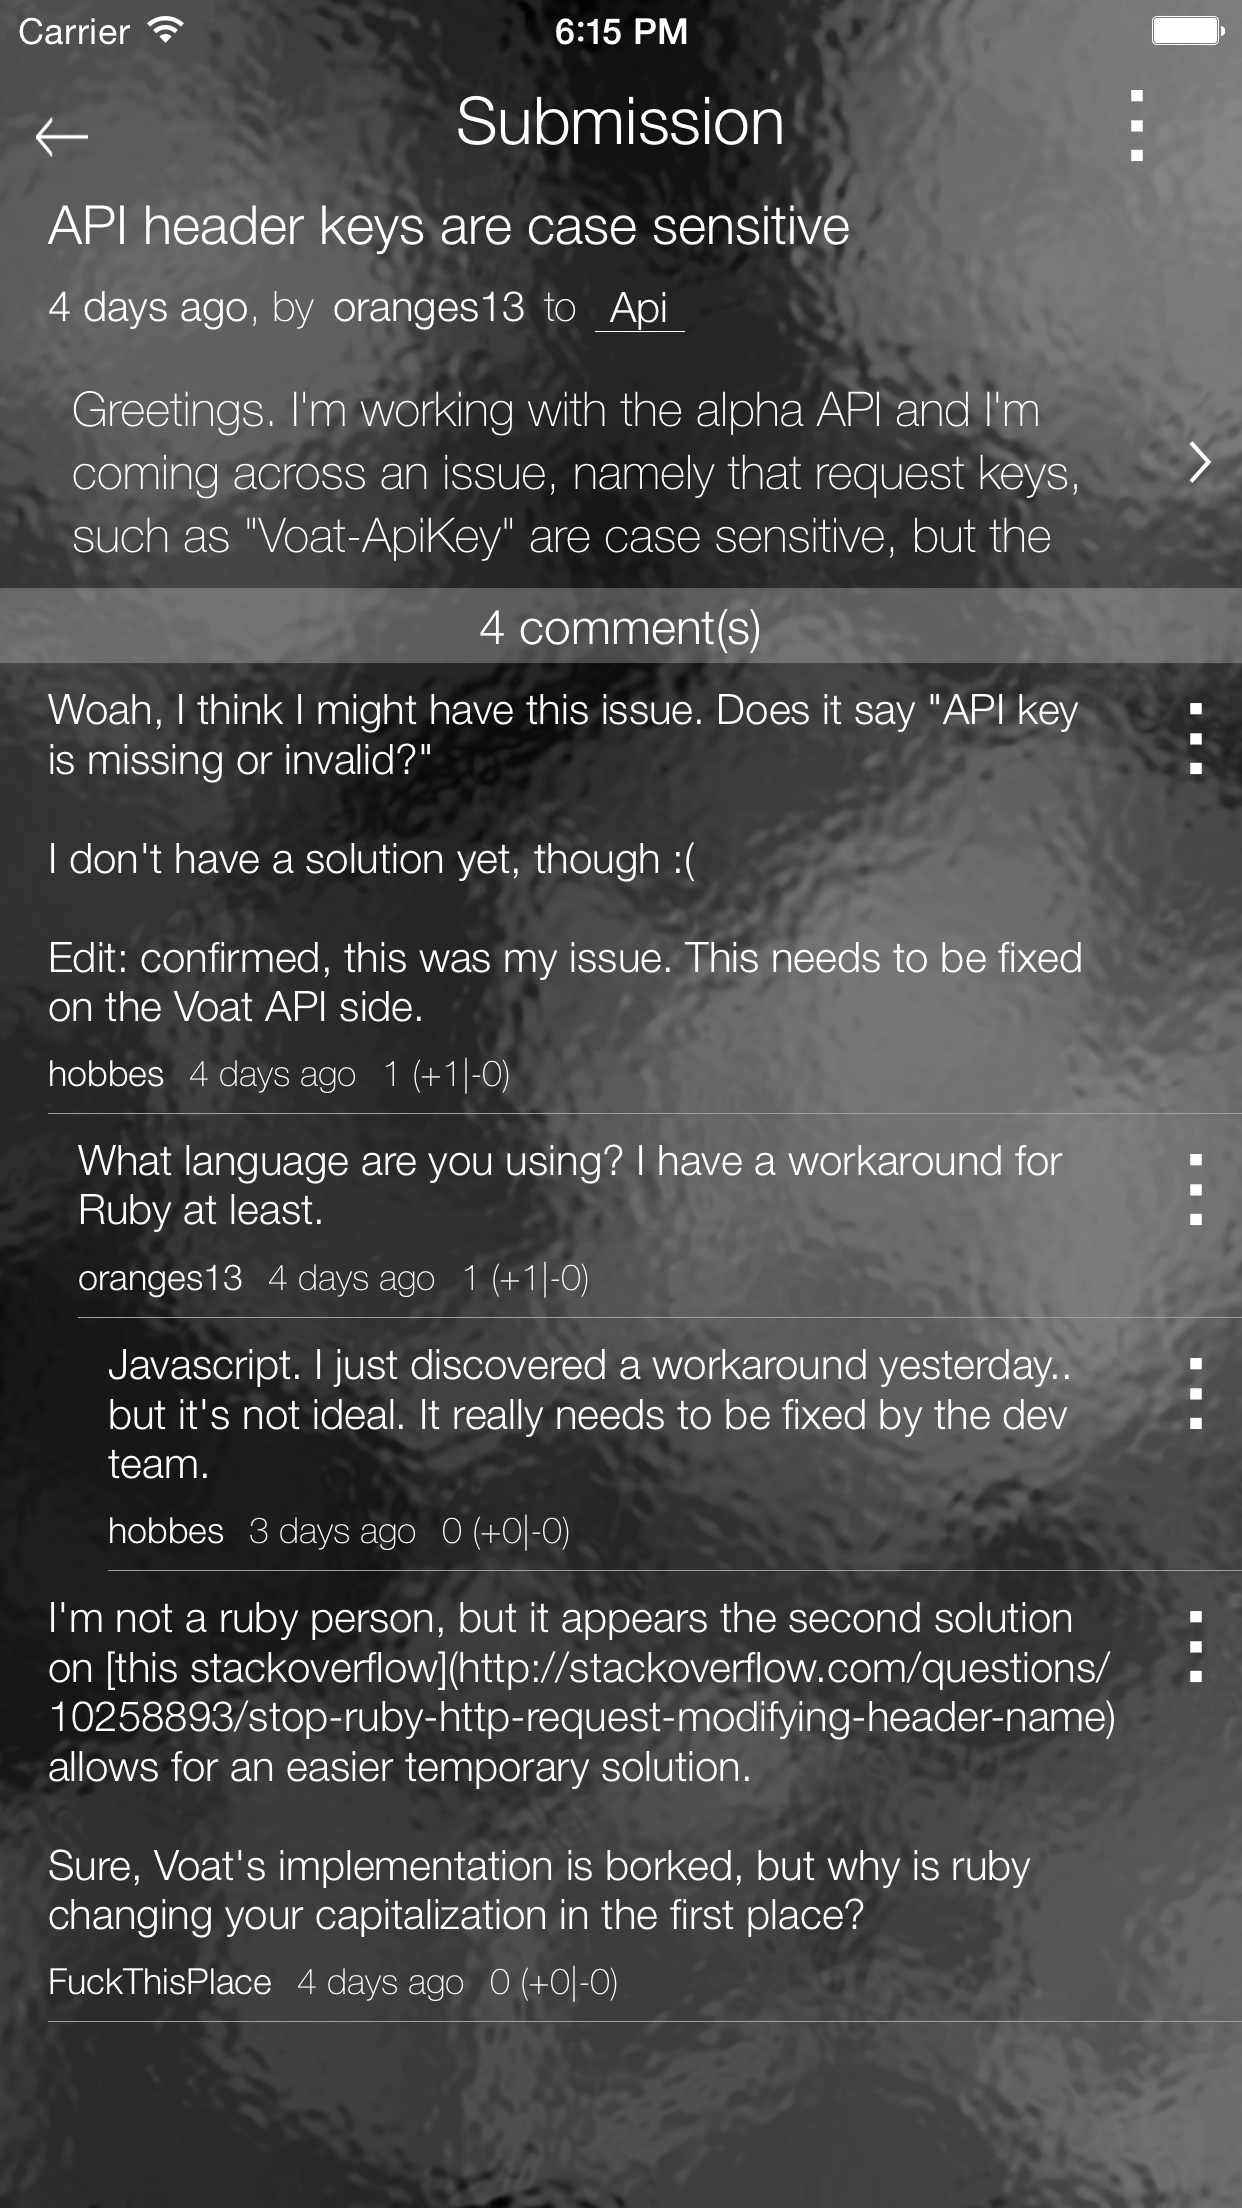 Carrier 6:15 PM
Submission
API header keys are case sensitive
4 days ago, by oranges13 to Api
Greetings. I'm working with the alpha API and I'm
coming across an issue, namely that request keys,
such as "Voat-ApiKey" are case sensitive, but the
4 comment(s)
Woah, I think I might have this issue. Does it say "API key
is missing or invalid?"
I don't have a solution yet, though :(
Edit: confirmed, this was my issue. This needs to be fixed
on the Voat API side.
hobbes 4 days ago 1 (+1|-0)
What language are you using? I have a workaround for
Ruby at least.
oranges13 4 days ago 1 (+1|-0)
Javascript. I just discovered a workaround yesterday..
but it's not ideal. It really needs to be fixed by the dev
team.
hobbes 3 days ago 0 (+0|-0)
I'm not a ruby person, but it appears the second solution
on [this stackoverflow](http://stackoverflow.com/questions/
10258893/stop-ruby-http-request-modifying-header-name)
allows for an easier temporary solution.
Sure, Voat's implementation is borked, but why is ruby
changing your capitalization in the first place?
FuckThisPlace 4 days ago 0 (+0|-0)